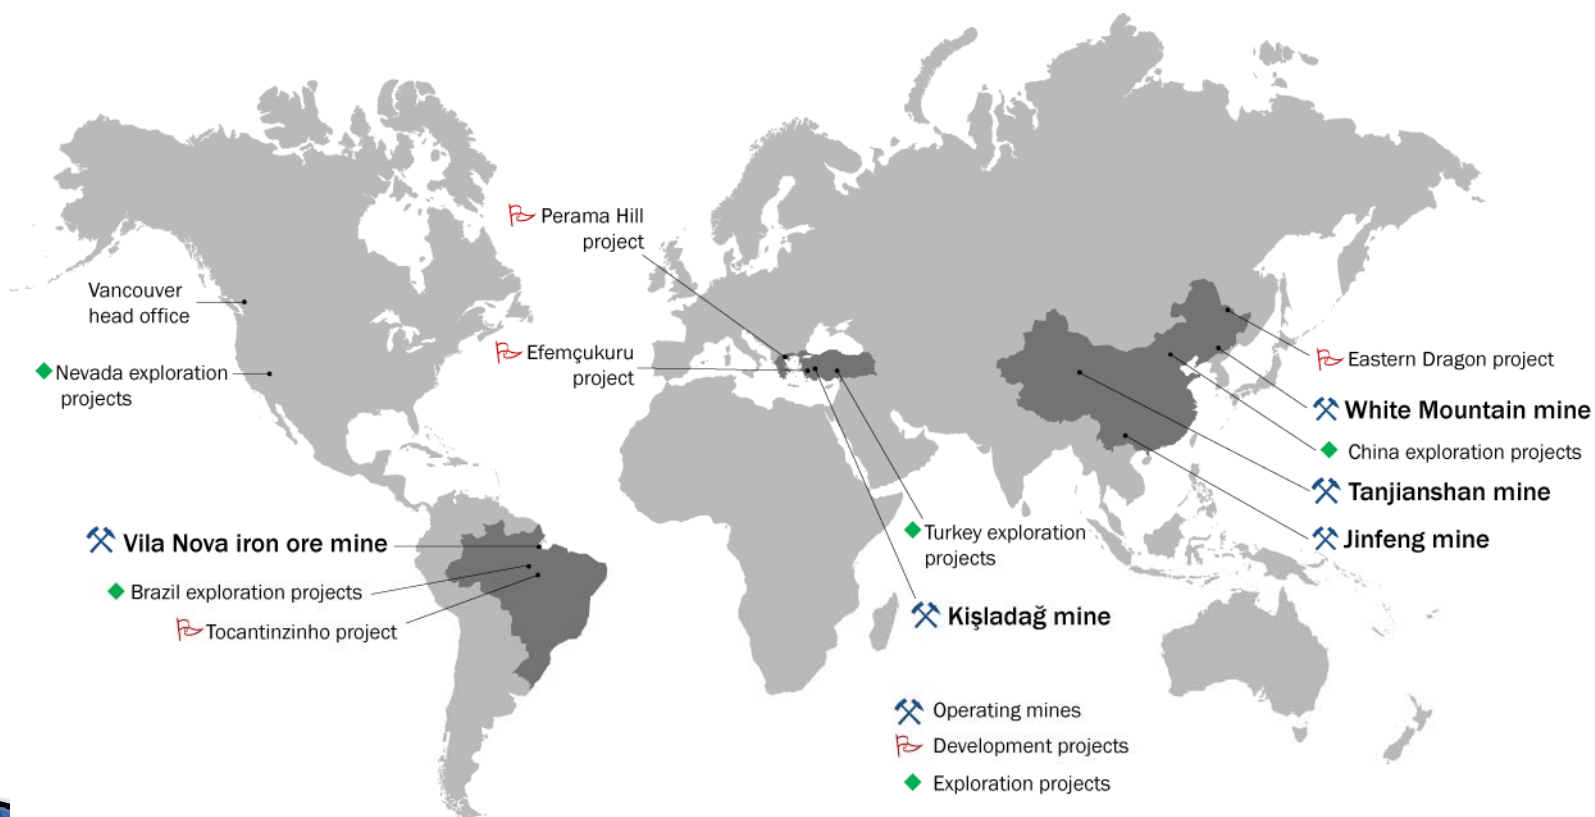 Perama Hill
project
Vancouver
head office
Efemçukuru
project
Nevada exploration
projects
Eastern Dragon project
White Mountain mine
China exploration projects
Tanjianshan mine
Jinfeng mine
Turkey exploration
projects
Kişladağ mine
Vila Nova iron ore mine
Brazil exploration projects
Tocantinzinho project
Operating mines
Development projects
Exploration projects